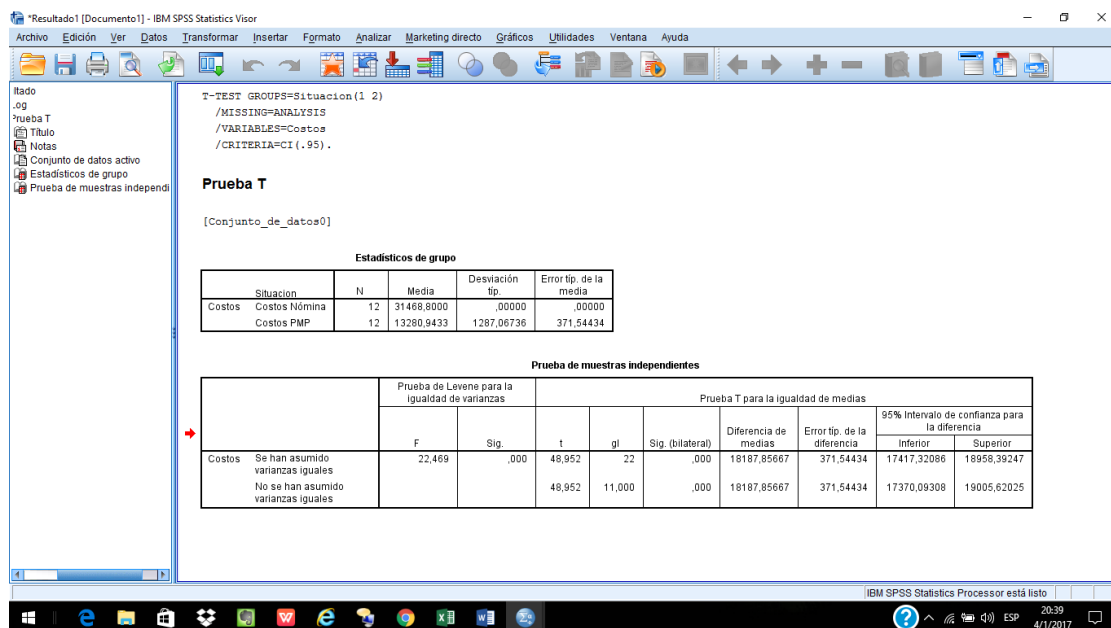 *Resultado1 [Documento1] - IBM SPSS Statistics Visor
Archivo Edición Ver Datos Transformar Insertar Formato Analizar Marketing directo Gráficos Utilidades Ventana Ayuda
ltado
.og
Prueba T
Título
Notas
Conjunto de datos activo
Estadísticos de grupo
Prueba de muestras independi
T-TEST GROUPS=Situacion(1 2)
/MISSING=ANALYSIS
/VARIABLES=Costos
/CRITERIA=CI(.95).
Prueba T
[Conjunto_de_datos0]
Estadísticos de grupo
Situacion N Media Desviación típ. Error típ. de la media
Costos Costos Nómina 12 31468,8000 ,00000 ,00000
Costos PMP 12 13280,9433 1287,06736 371,54434
Prueba de muestras independientes
Prueba de Levene para la igualdad de varianzas Prueba T para la igualdad de medias
95% Intervalo de confianza para la diferencia
F Sig. t gl Sig. (bilateral) Diferencia de medias Error típ. de la diferencia Inferior Superior
Costos Se han asumido varianzas iguales 22,469 ,000 48,952 22 ,000 18187,85667 371,54434 17417,32086 18958,39247
No se han asumido varianzas iguales 48,952 11,000 ,000 18187,85667 371,54434 17370,09308 19005,62025
IBM SPSS Statistics Processor está listo
ESP
20:39
4/1/2017